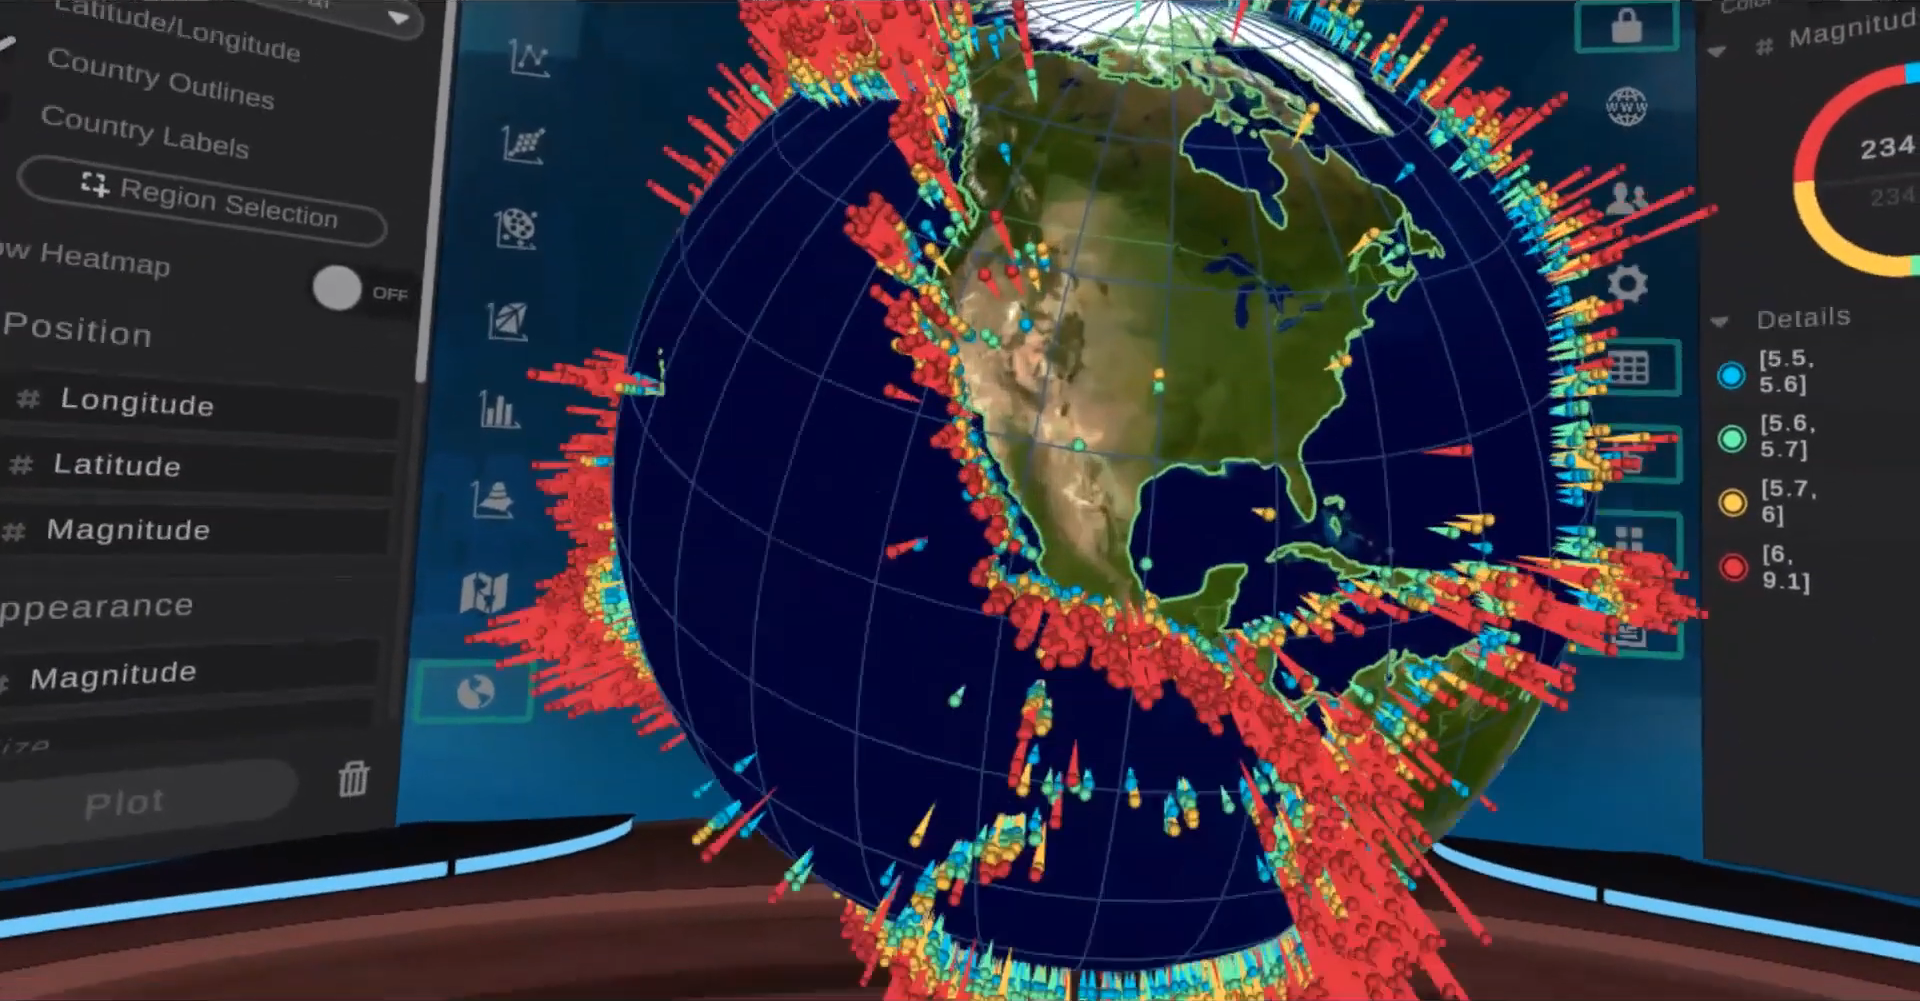 Latitude/Longitude
Country Outlines
Country Labels
Region Selection
Heatmap
OFF
Position
# Longitude
# Latitude
# Magnitude
ppearance
# Magnitude
Plot
WWW
# Magnitud
234
234
Details
[5.5,
5.6]
[5.6,
5.7]
[5.7,
6]
[6,
9.1]